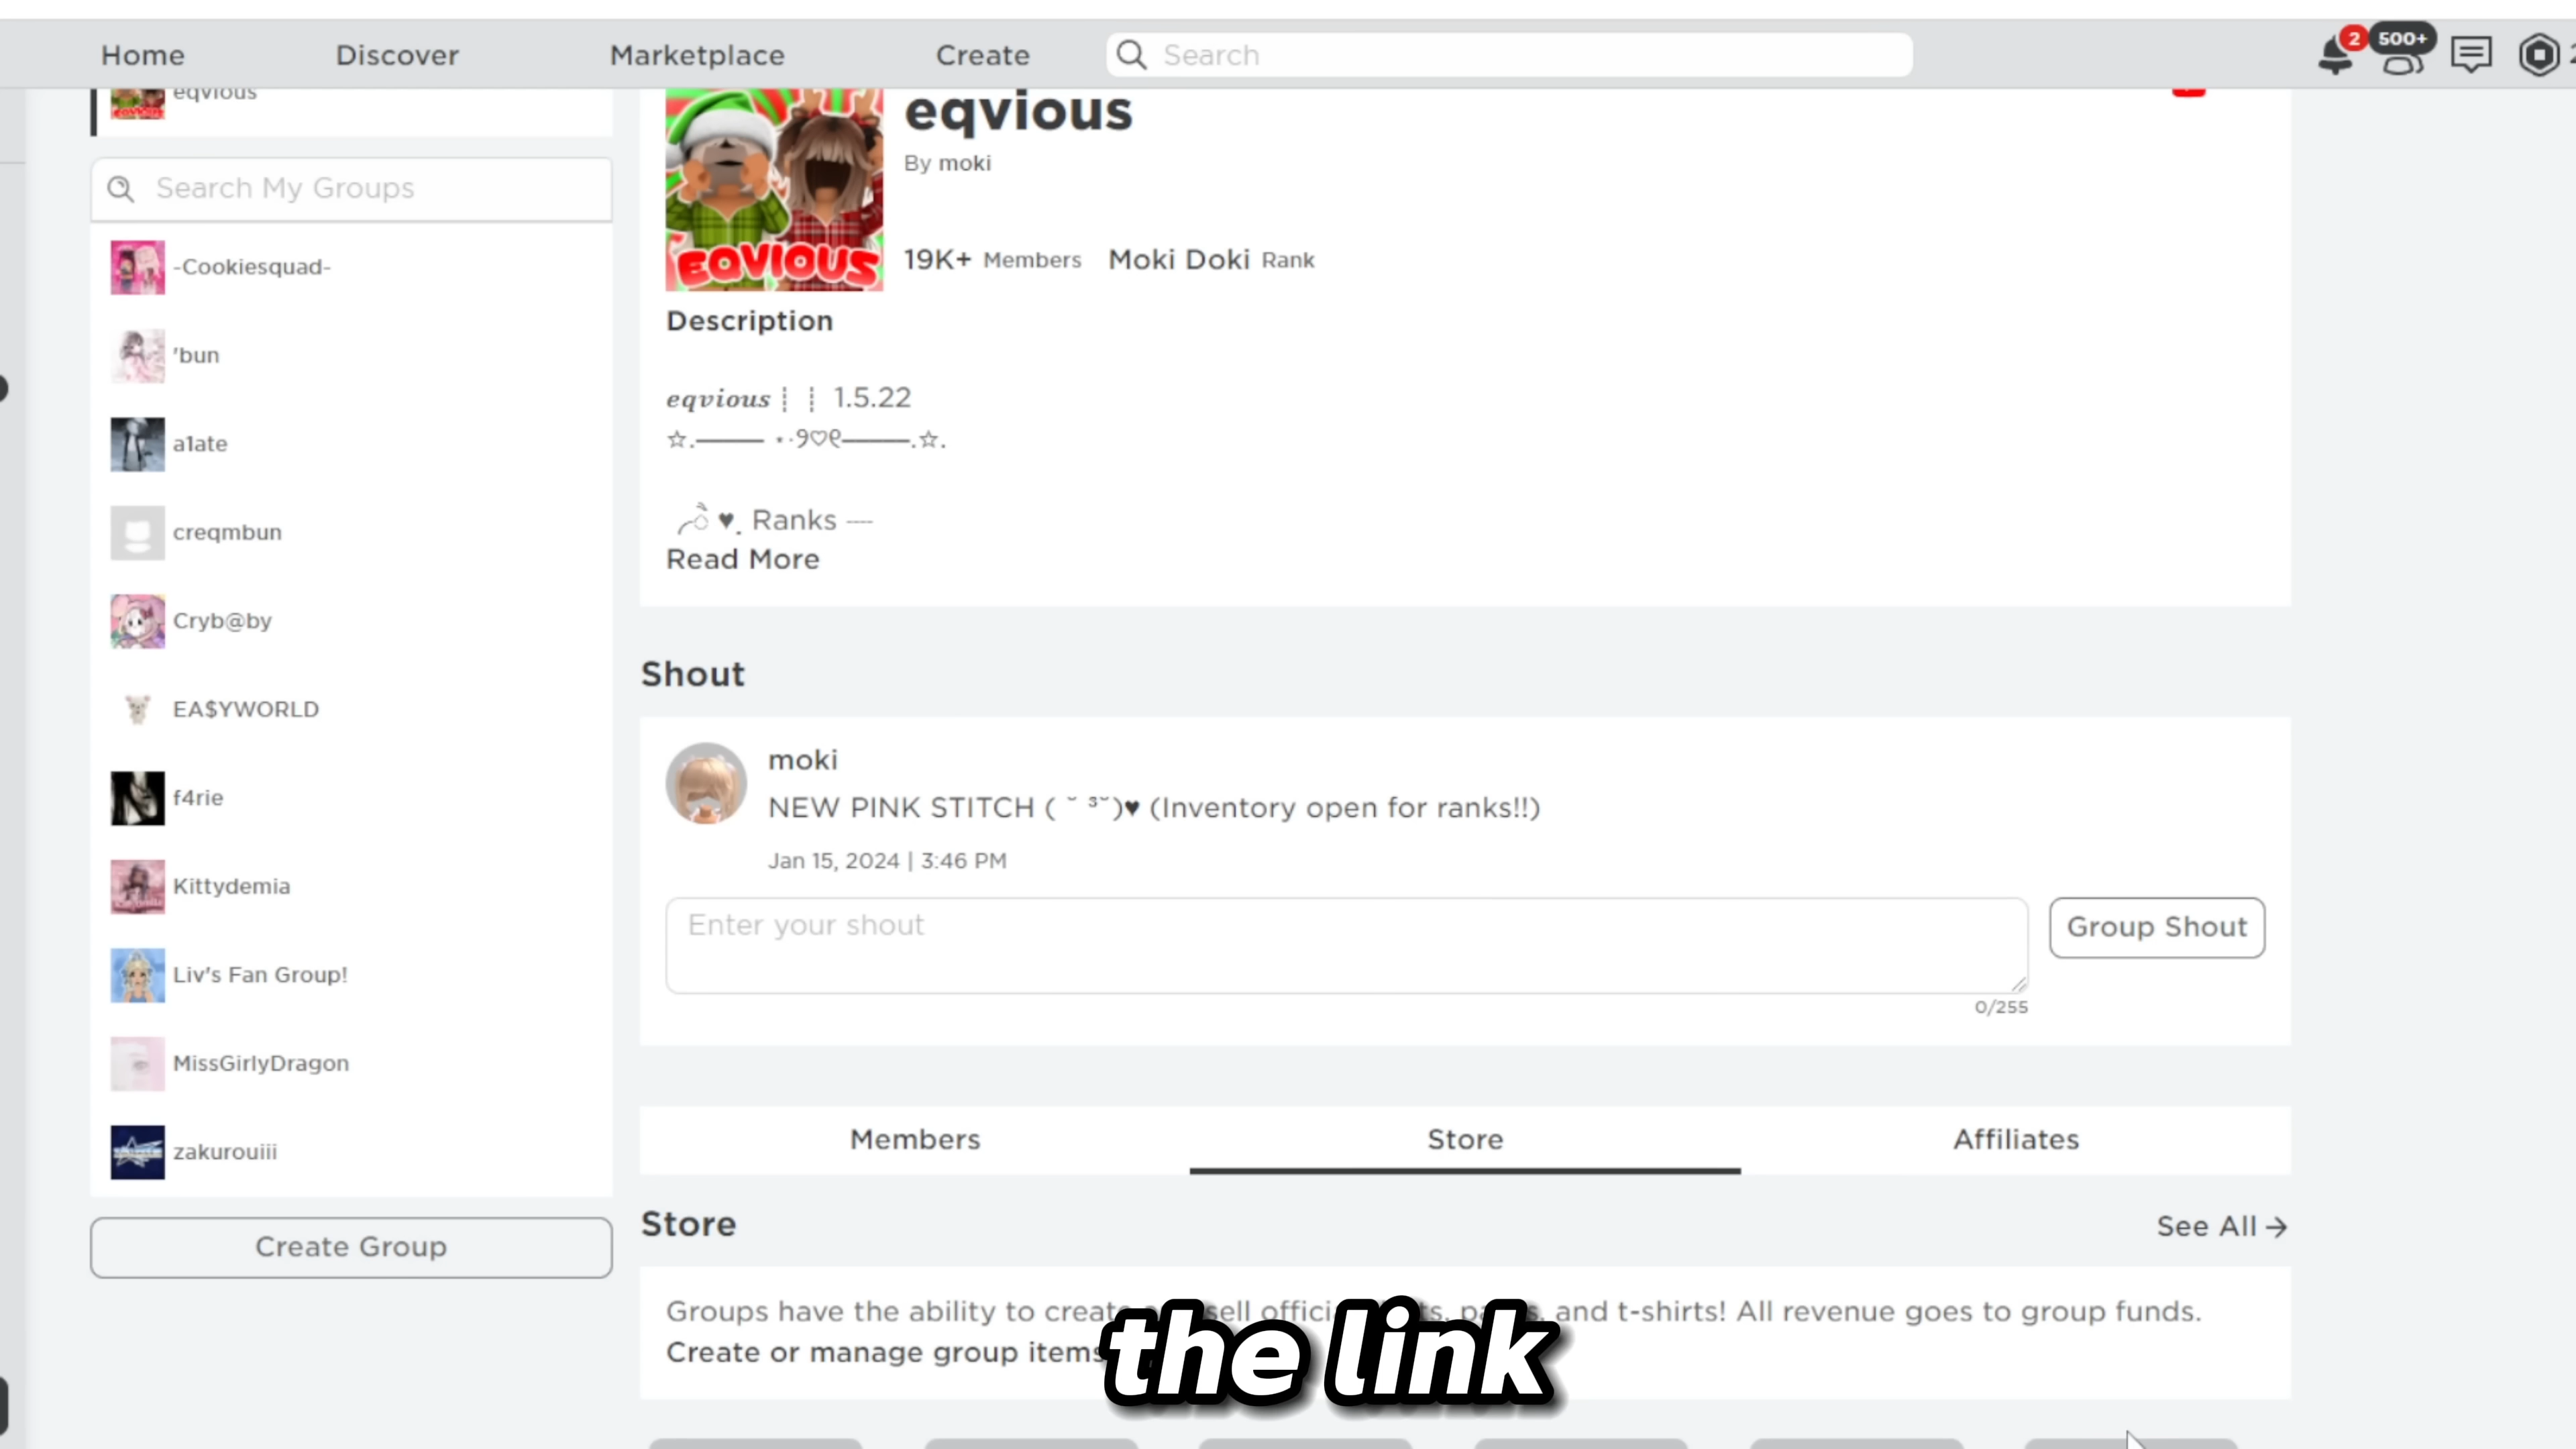 Home Discover Marketplace Create Search 2 500+
eqvious
Search My Groups
-Cookiesquad-
'bun
a1ate
creqmbun
Cryb@by
EA$YWORLD
f4rie
Kittydemia
Liv's Fan Group!
MissGirlyDragon
zakurouiii
Create Group
EQVIOUS
eqvious
By moki
19K+ Members Moki Doki Rank
Description
𝒆𝒒𝒗𝒊𝒐𝒖𝒔 ┊ ┊ 1.5.22
☆.——— ⋆·୨♡୧———.☆.
╭◌ ♥. Ranks ┈
Read More
Shout
moki
NEW PINK STITCH ( ˘ ³˘)♥ (Inventory open for ranks!!)
Jan 15, 2024 | 3:46 PM
Enter your shout
Group Shout
0/255
Members Store Affiliates
Store
See All →
Groups have the ability to create sell and t-shirts! All revenue goes to group funds.
Create or manage group items
the link